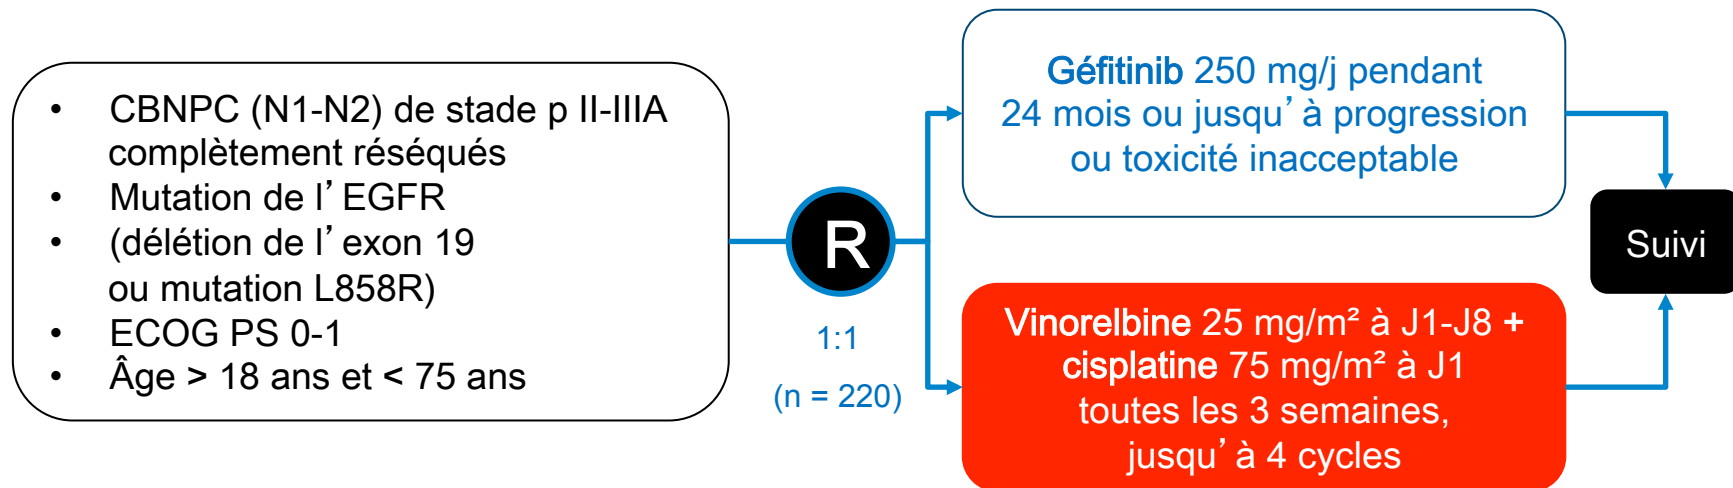 • CBNPC (N1-N2) de stade p II-IIIA
complètement réséqués
• Mutation de l’EGFR
• (délétion de l’exon 19
ou mutation L858R)
• ECOG PS 0-1
• Âge > 18 ans et < 75 ans
R
1:1
(n = 220)
Géfitinib 250 mg/j pendant
24 mois ou jusqu’à progression
ou toxicité inacceptable
Vinorelbine 25 mg/m² à J1-J8 +
cisplatine 75 mg/m² à J1
toutes les 3 semaines,
jusqu’à 4 cycles
Suivi